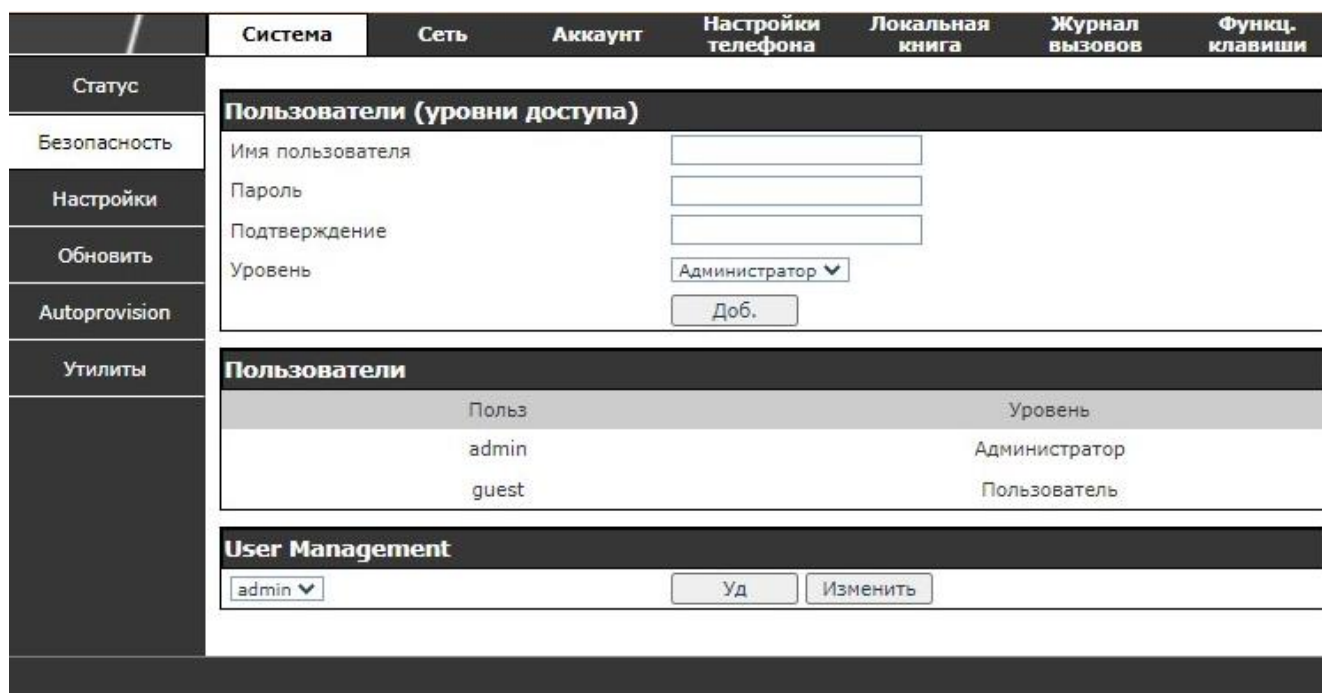 Система
Сеть
Аккаунт
Настройки
телефона
Локальная
книга
Журнал
вызовов
Функц.
клавиши
Статус
Безопасность
Настройки
Обновить
Autoprovision
Утилиты
Пользователи (уровни доступа)
Имя пользователя
Пароль
Подтверждение
Уровень Администратор
Доб.
Пользователи
Польз Уровень
admin Администратор
guest Пользователь
User Management
admin Уд Изменить